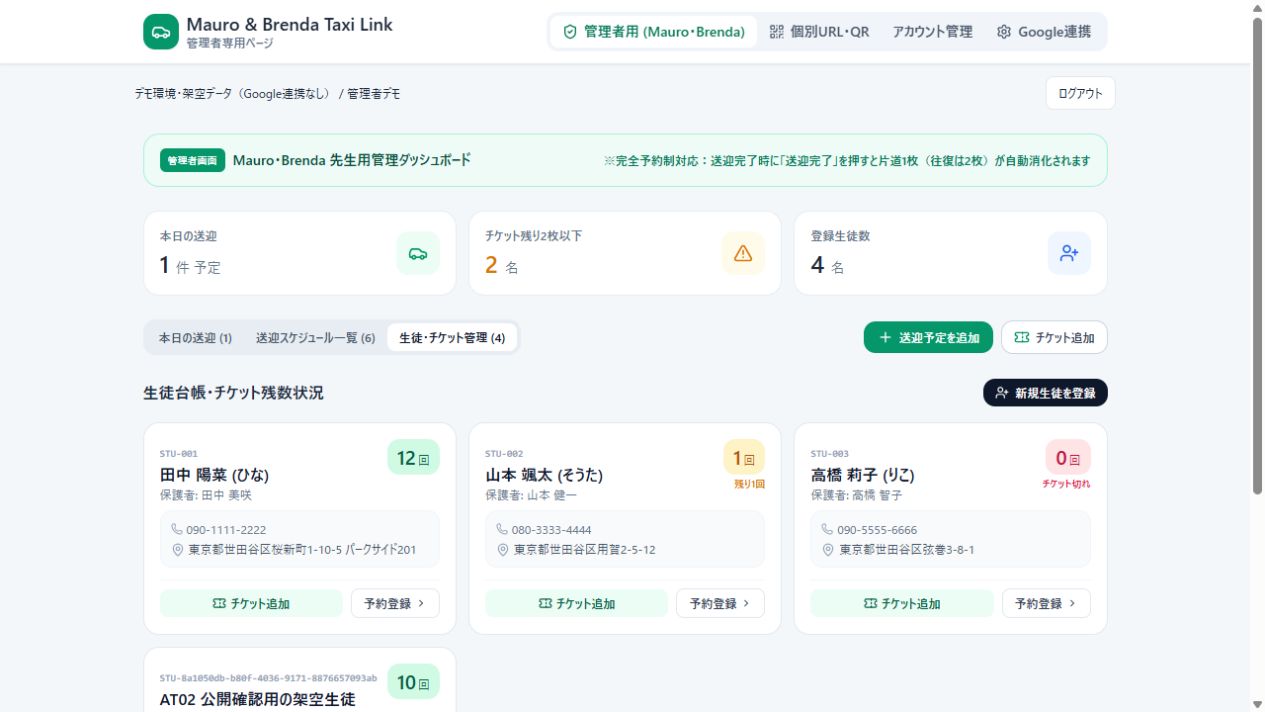 Mauro & Brenda Taxi Link
管理者専用ページ
管理者用 (Mauro・Brenda)
個別URL・QR
アカウント管理
Google連携
デモ環境・架空データ（Google連携なし） / 管理者デモ
ログアウト
管理者画面
Mauro・Brenda 先生用管理ダッシュボード
※完全予約制対応：送迎完了時に「送迎完了」を押すと片道1枚（往復は2枚）が自動消化されます
本日の送迎
1 件 予定
チケット残り2枚以下
2 名
登録生徒数
4 名
本日の送迎 (1)
送迎スケジュール一覧 (6)
生徒・チケット管理 (4)
＋ 送迎予定を追加
チケット追加
生徒台帳・チケット残数状況
新規生徒を登録
STU-001
12回
田中 陽菜 (ひな)
保護者: 田中 美咲
090-1111-2222
東京都世田谷区桜新町1-10-5 パークサイド201
チケット追加
予約登録 ›
STU-002
1回
残り1回
山本 颯太 (そうた)
保護者: 山本 健一
080-3333-4444
東京都世田谷区用賀2-5-12
チケット追加
予約登録 ›
STU-003
0回
チケット切れ
高橋 莉子 (りこ)
保護者: 高橋 智子
090-5555-6666
東京都世田谷区弦巻3-8-1
チケット追加
予約登録 ›
STU-8a1050db-b80f-4036-9171-8876657093ab
10回
AT02 公開確認用の架空生徒